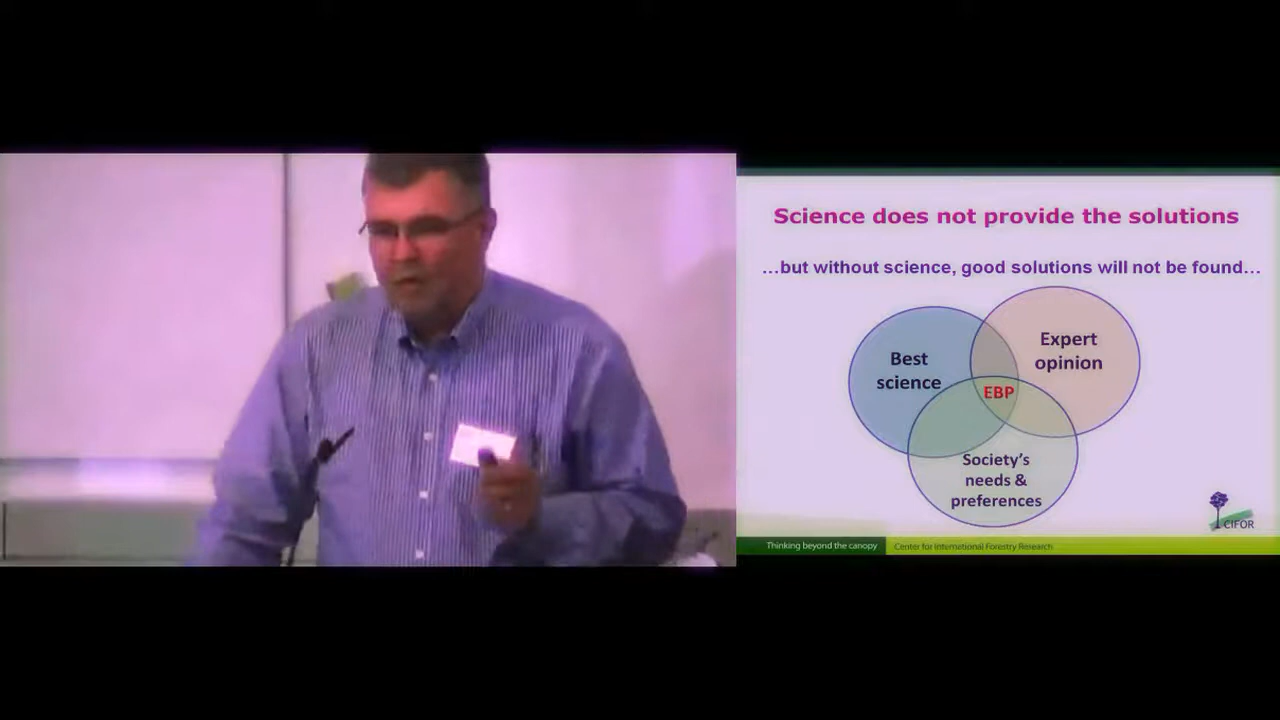 Science does not provide the solutions
...but without science, good solutions will not be found...
Best
science
Expert
opinion
EBP
Society's
needs &
preferences
CIFOR
Thinking beyond the canopy
Center for International Forestry Research